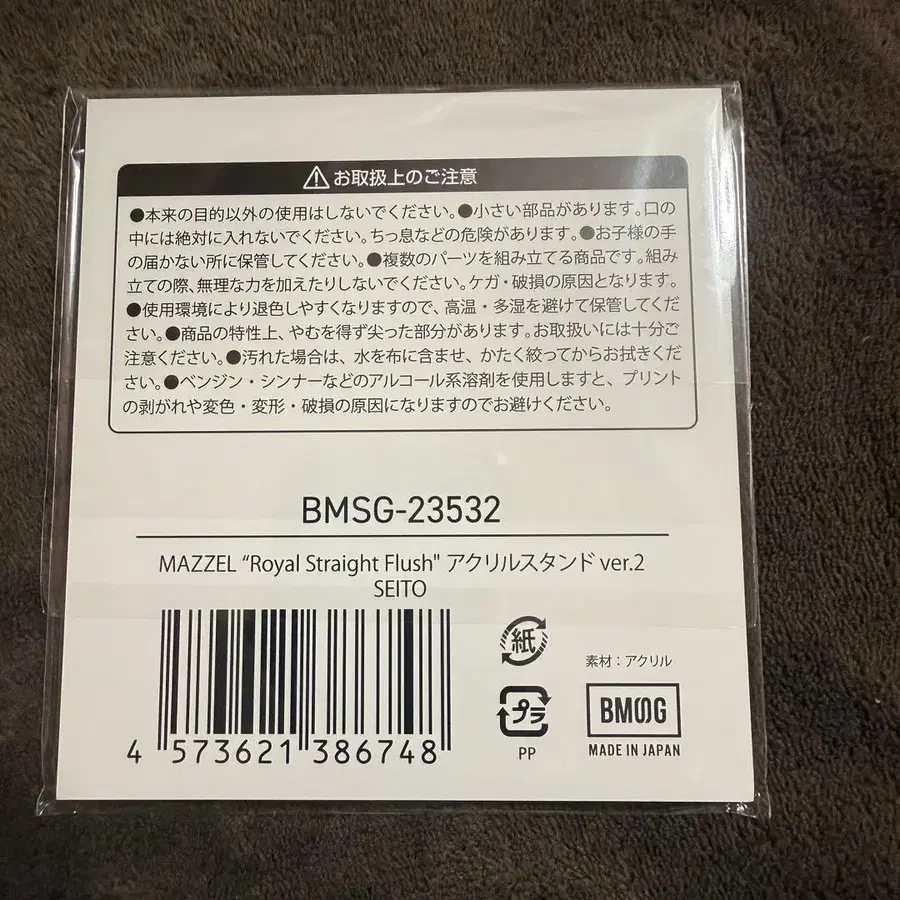 ⚠お取扱上のご注意
●本来の目的以外の使用はしないでください。●小さい部品があります。口の
中には絶対に入れないでください。ちっ息などの危険があります。●お子様の手
の届かない所に保管してください。●複数のパーツを組み立てる商品です。組み
立ての際、無理な力を加えたりしないでください。ケガ・破損の原因となります。
●使用環境により退色しやすくなりますので、高温・多湿を避けて保管してくだ
さい。●商品の特性上、やむを得ず尖った部分があります。お取扱いには十分ご
注意ください。●汚れた場合は、水を布に含ませ、かたく絞ってからお拭きくだ
さい。●ベンジン・シンナーなどのアルコール系溶剤を使用しますと、プリント
の剥がれや変色・変形・破損の原因になりますのでお避けください。
BMSG-23532
MAZZEL “Royal Straight Flush" アクリルスタンド ver.2
SEITO
4 573621 386748
紙
プラ
PP
素材：アクリル
BMSG
MADE IN JAPAN